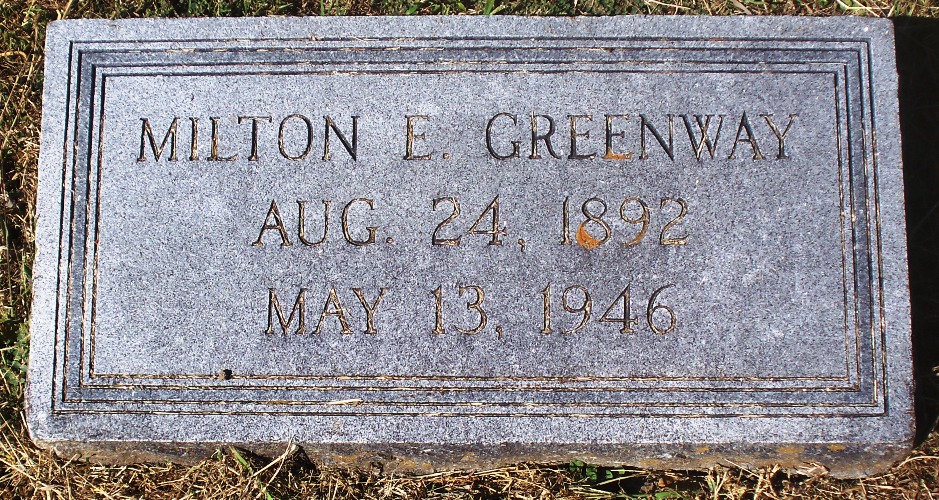 MILTON E. GREENWAY
AUG. 24, 1892
MAY 13, 1946